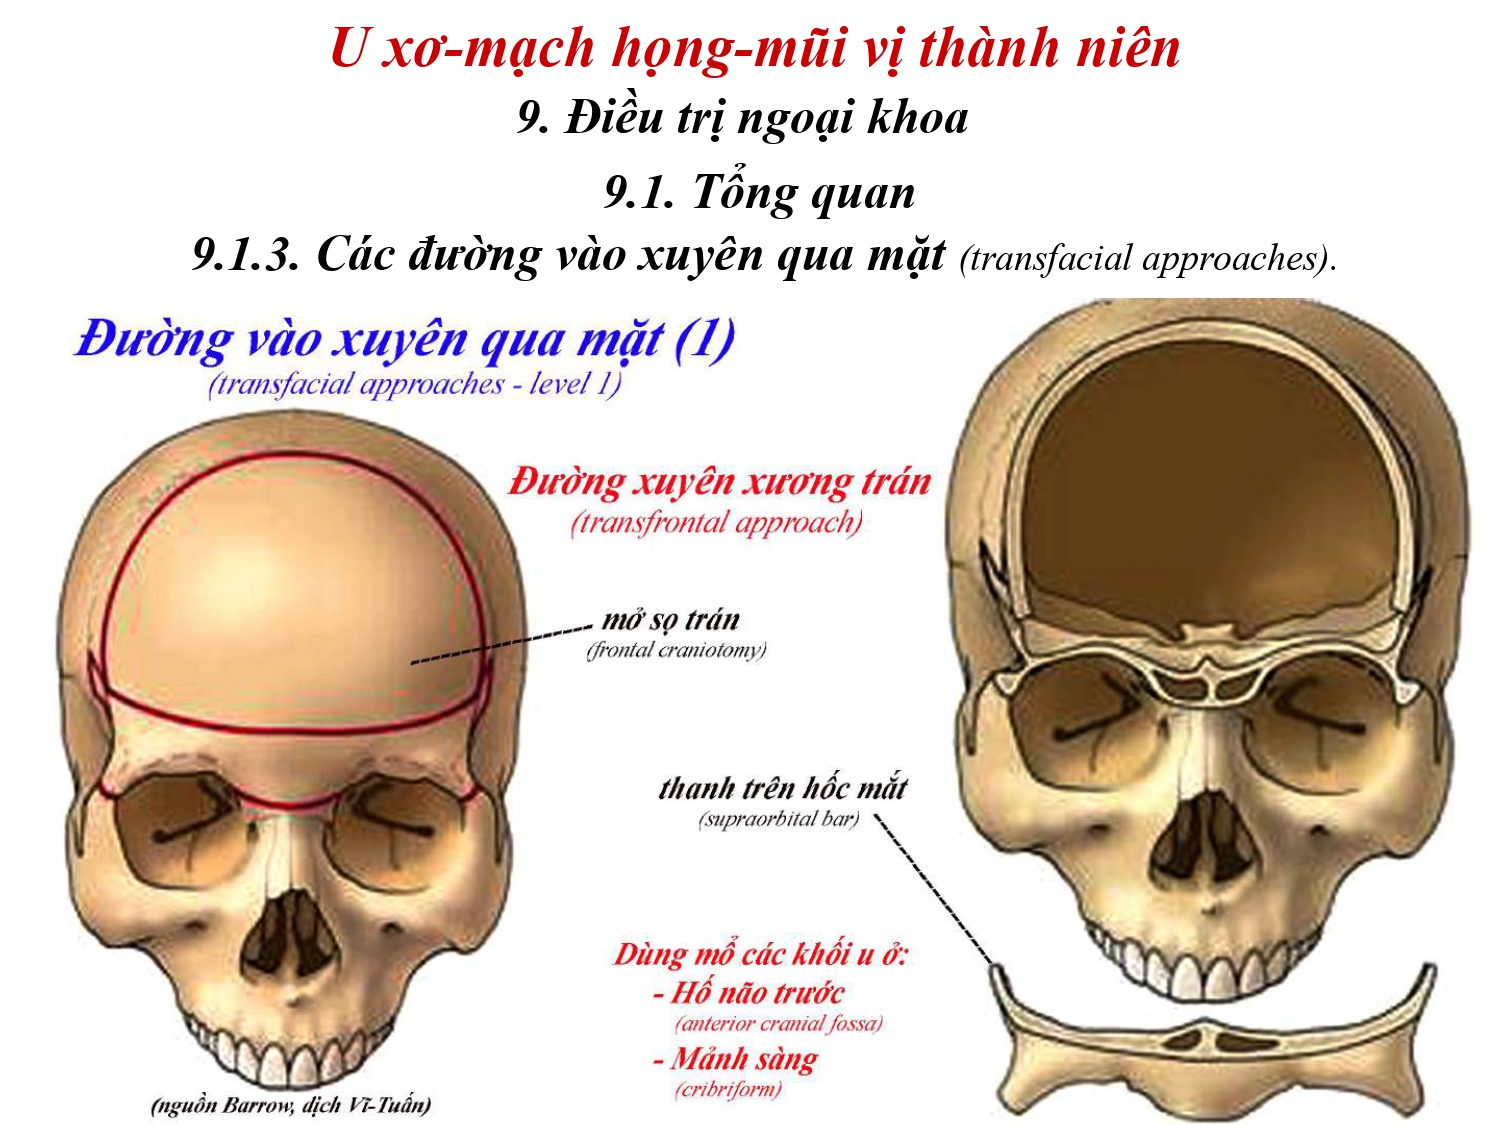 U xơ-mạch họng-mũi vị thành niên
9. Điều trị ngoại khoa
9.1. Tổng quan
9.1.3. Các đường vào xuyên qua mặt (transfacial approaches).
Đường vào xuyên qua mặt (1)
(transfacial approaches - level 1)
Đường xuyên xương trán
(transfrontal approach)
mở sọ trán
(frontal craniotomy)
thanh trên hốc mắt
(supraorbital bar)
Dùng mổ các khối u ở:
- Hố não trước
(anterior cranial fossa)
- Mảnh sàng
(cribriform)
(nguồn Barrow, dịch Vĩ-Tuấn)